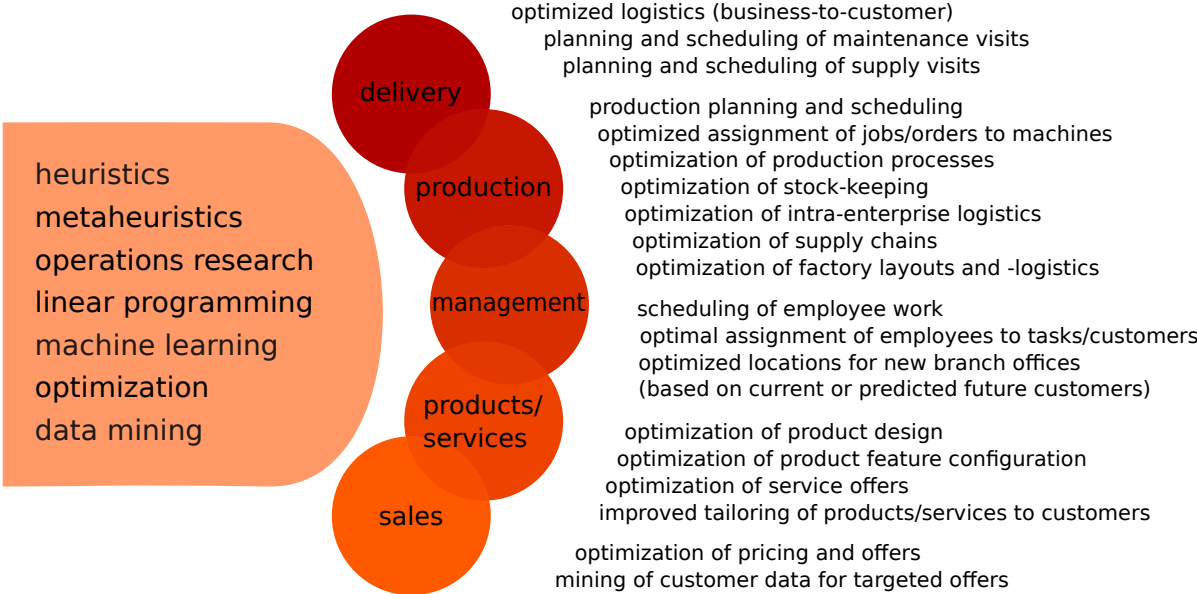 heuristics
metaheuristics
operations research
linear programming
machine learning
optimization
data mining
delivery
optimized logistics (business-to-customer)
planning and scheduling of maintenance visits
planning and scheduling of supply visits
production
production planning and scheduling
optimized assignment of jobs/orders to machines
optimization of production processes
optimization of stock-keeping
optimization of intra-enterprise logistics
optimization of supply chains
optimization of factory layouts and -logistics
management
scheduling of employee work
optimal assignment of employees to tasks/customers
optimized locations for new branch offices
(based on current or predicted future customers)
products/
services
optimization of product design
optimization of product feature configuration
optimization of service offers
improved tailoring of products/services to customers
sales
optimization of pricing and offers
mining of customer data for targeted offers